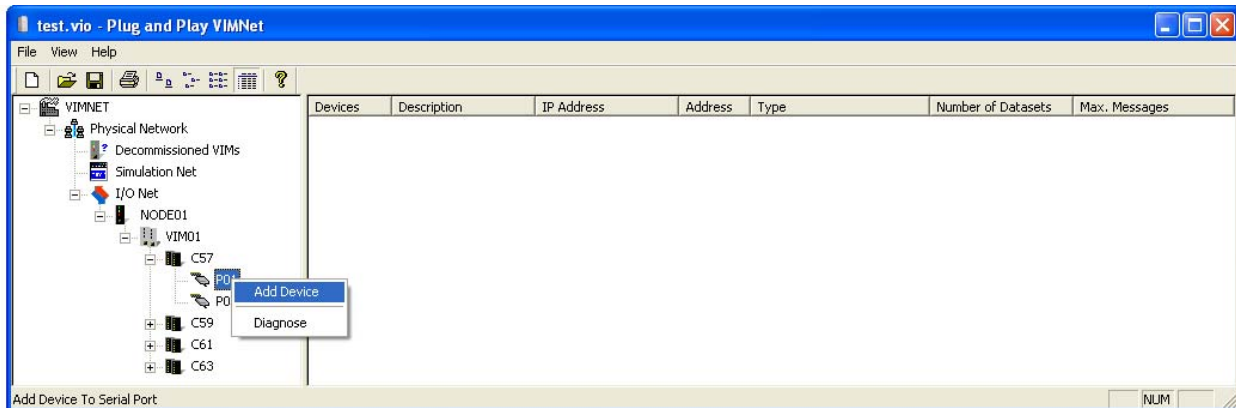 test.vio - Plug and Play VIMNet
File View Help
VIMNET
Physical Network
Decommissioned VIMs
Simulation Net
I/O Net
NODE01
VIM01
C57
P01
P0
C59
C61
C63
Devices Description IP Address Address Type Number of Datasets Max. Messages
Add Device
Diagnose
Add Device To Serial Port
NUM